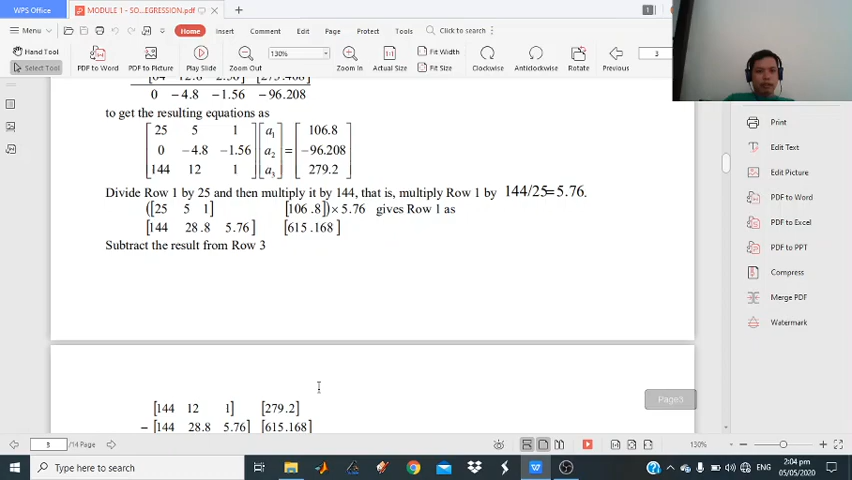 WPS Office
MODULE 1 - SO...EGRESSION.pdf
Menu
Home Insert Comment Edit Page Protect Tools Click to search
Hand Tool
Select Tool
PDF to Word PDF to Picture Play Slide Zoom Out 130% Zoom In Actual Size Fit Width Fit Size Clockwise Anticlockwise Rotate Previous 3
0 −4.8 −1.56 −96.208
to get the resulting equations as
25 5 1 a1 106.8
0 −4.8 −1.56 a2 = −96.208
144 12 1 a3 279.2
Divide Row 1 by 25 and then multiply it by 144, that is, multiply Row 1 by 144/25=5.76.
([25 5 1] [106 .8])×5.76 gives Row 1 as
[144 28 .8 5.76] [615 .168]
Subtract the result from Row 3
[144 12 1] [279.2]
− [144 28.8 5.76] [615.168]
Page3
Print
Edit Text
Edit Picture
PDF to Word
PDF to Excel
PDF to PPT
Compress
Merge PDF
Watermark
3 /14 Page 130%
Type here to search
ENG
2:04 pm
05/05/2020